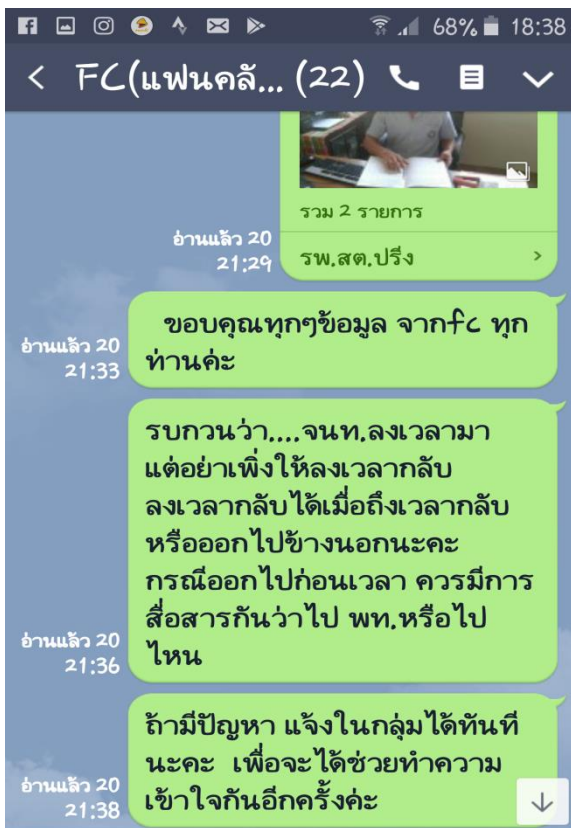 68% 18:38
FC(แฟนคลั... (22)
รวม 2 รายการ
รพ.สต.ปรึง
อ่านแล้ว 20
21:29
ขอบคุณทุกๆข้อมูล จากfc ทุก
ท่านค่ะ
อ่านแล้ว 20
21:33
รบกวนว่า....จนท.ลงเวลามา
แต่อย่าเพิ่งให้ลงเวลากลับ
ลงเวลากลับได้เมื่อถึงเวลากลับ
หรือออกไปข้างนอกนะคะ
กรณีออกไปก่อนเวลา ควรมีการ
สื่อสารกันว่าไป พท.หรือไป
ไหน
อ่านแล้ว 20
21:36
ถ้ามีปัญหา แจ้งในกลุ่มได้ทันที
นะคะ เพื่อจะได้ช่วยทำความ
เข้าใจกันอีกครั้งค่ะ
อ่านแล้ว 20
21:38